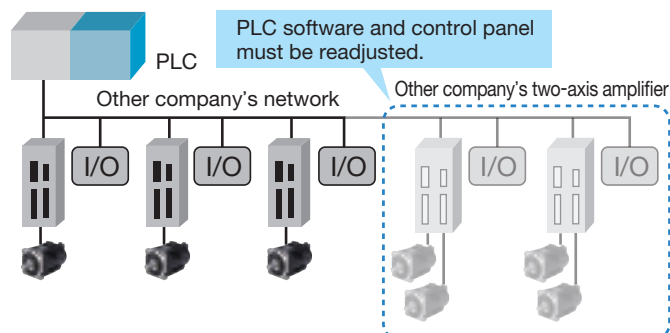 PLC software and control panel
must be readjusted.
PLC
Other company's two-axis amplifier
Other company's network
I/O
I/O
I/O
I/O
I/O